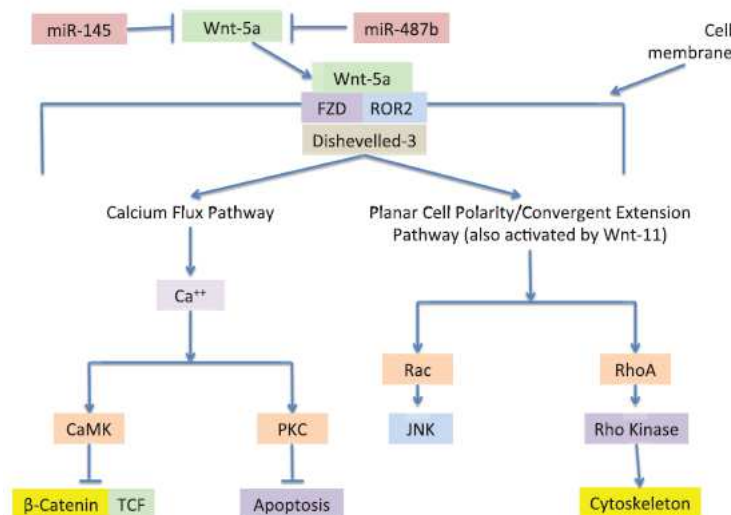 miR-145
Wnt-5a
miR-487b
Cell
membrane
Wnt-5a
FZD
ROR2
Dishevelled-3
Calcium Flux Pathway
Planar Cell Polarity/Convergent Extension
Pathway (also activated by Wnt-11)
Ca⁺⁺
Rac
RhoA
CaMK
PKC
JNK
Rho Kinase
β-Catenin
TCF
Apoptosis
Cytoskeleton